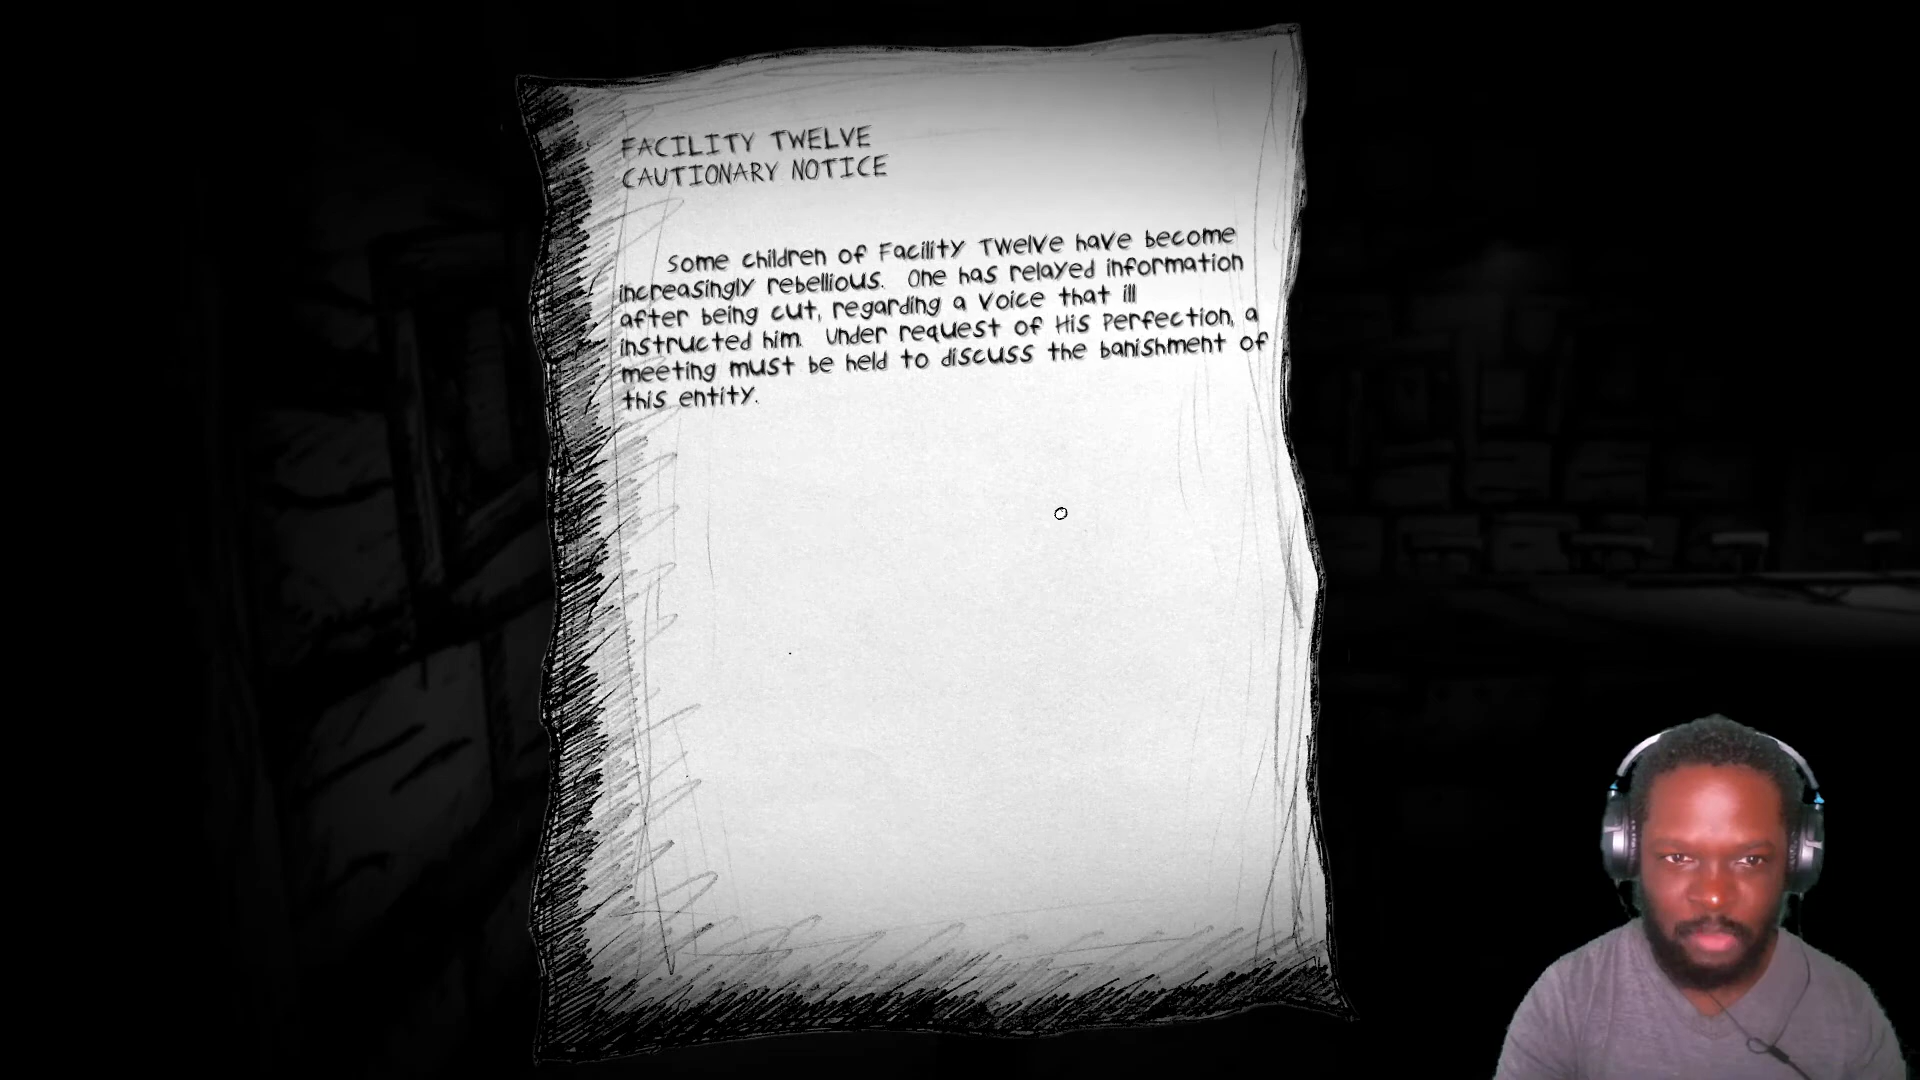 FACILITY TWELVE
CAUTIONARY NOTICE
Some children of Facility Twelve have become
increasingly rebellious. One has relayed information
after being cut, regarding a voice that ill
instructed him. Under request of His Perfection, a
meeting must be held to discuss the banishment of
this entity.